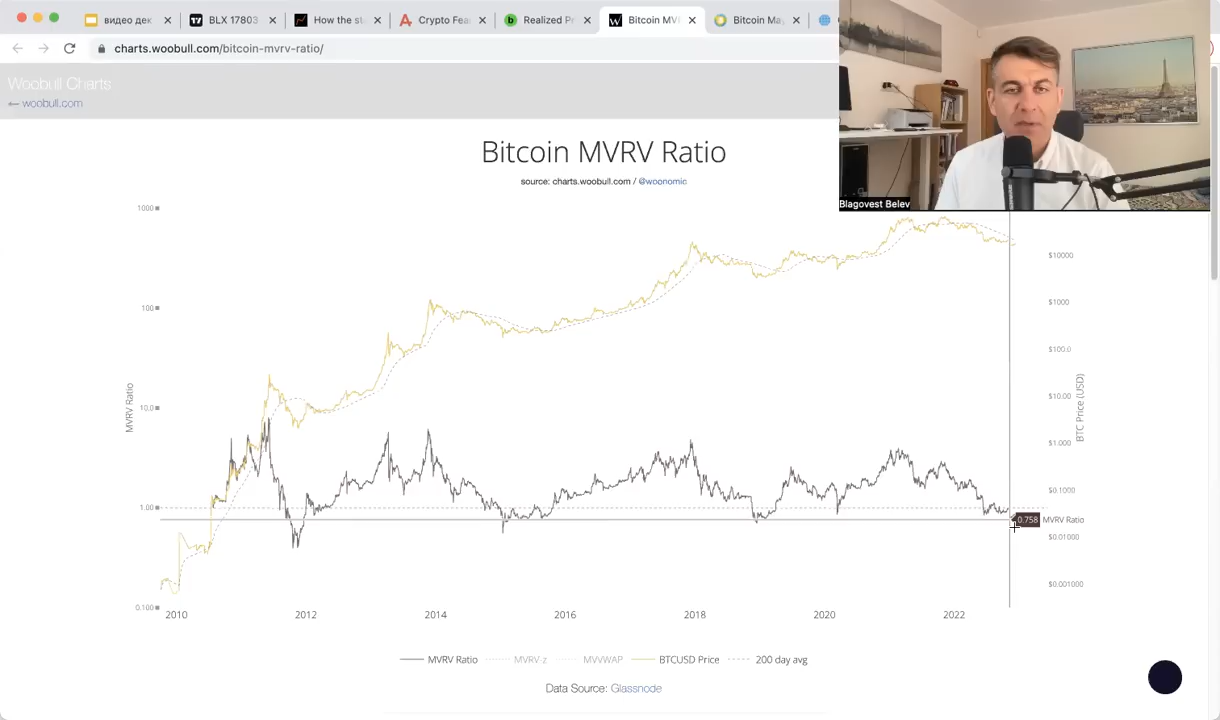 видео дек
BLX 17803
How the st
Crypto Fea
Realized Pr
Bitcoin MV
Bitcoin Ma
charts.woobull.com/bitcoin-mvrv-ratio/
Woobull Charts
← woobull.com
Blagovest Belev
Bitcoin MVRV Ratio
source: charts.woobull.com / @woonomic
1000
100
10.0
1.00
0.100
MVRV Ratio
$10000
$1000
$100.0
$10.00
$1.000
$0.1000
$0.01000
$0.001000
BTC Price (USD)
0.758 MVRV Ratio
2010 2012 2014 2016 2018 2020 2022
MVRV Ratio MVRV z MVVWAP BTCUSD Price 200 day avg
Data Source: Glassnode